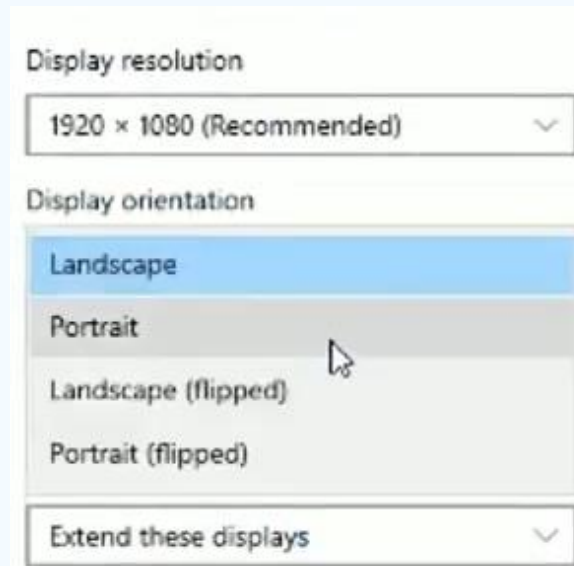 Display resolution
1920 × 1080 (Recommended)
Display orientation
Landscape
Portrait
Landscape (flipped)
Portrait (flipped)
Extend these displays